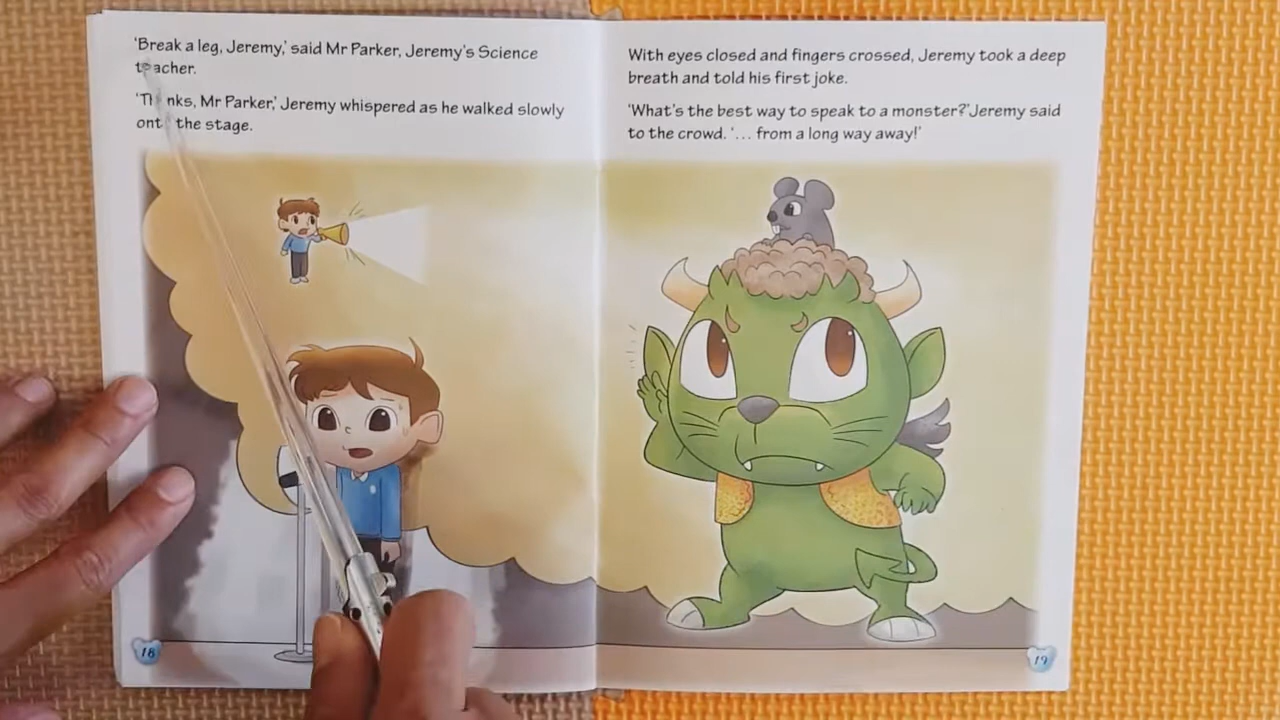 'Break a leg, Jeremy,' said Mr Parker, Jeremy's Science
teacher.
'Thanks, Mr Parker,' Jeremy whispered as he walked slowly
onto the stage.
18
With eyes closed and fingers crossed, Jeremy took a deep
breath and told his first joke.
'What's the best way to speak to a monster?' Jeremy said
to the crowd. '... from a long way away!'
19